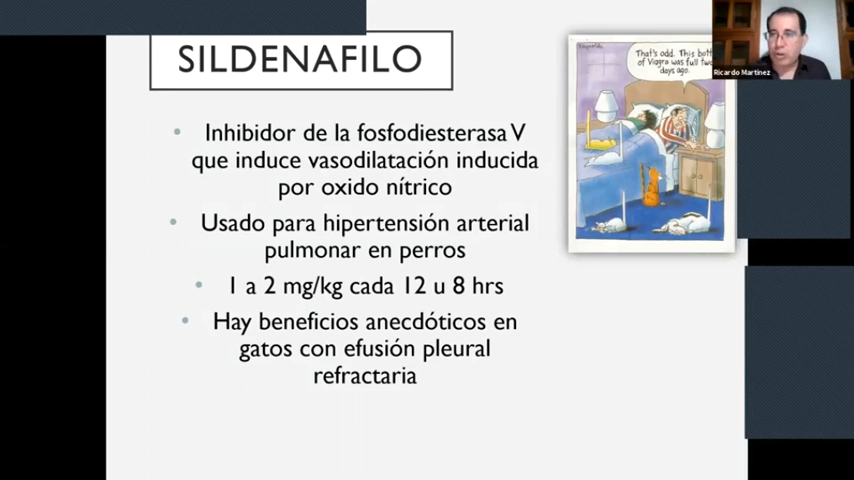 SILDENAFILO
Inhibidor de la fosfodiesterasa V
que induce vasodilatación inducida
por oxido nítrico
Usado para hipertensión arterial
pulmonar en perros
1 a 2 mg/kg cada 12 u 8 hrs
Hay beneficios anecdóticos en
gatos con efusión pleural
refractaria
That's odd. This
of Viagra was full
days ago.
Ricardo Martinez